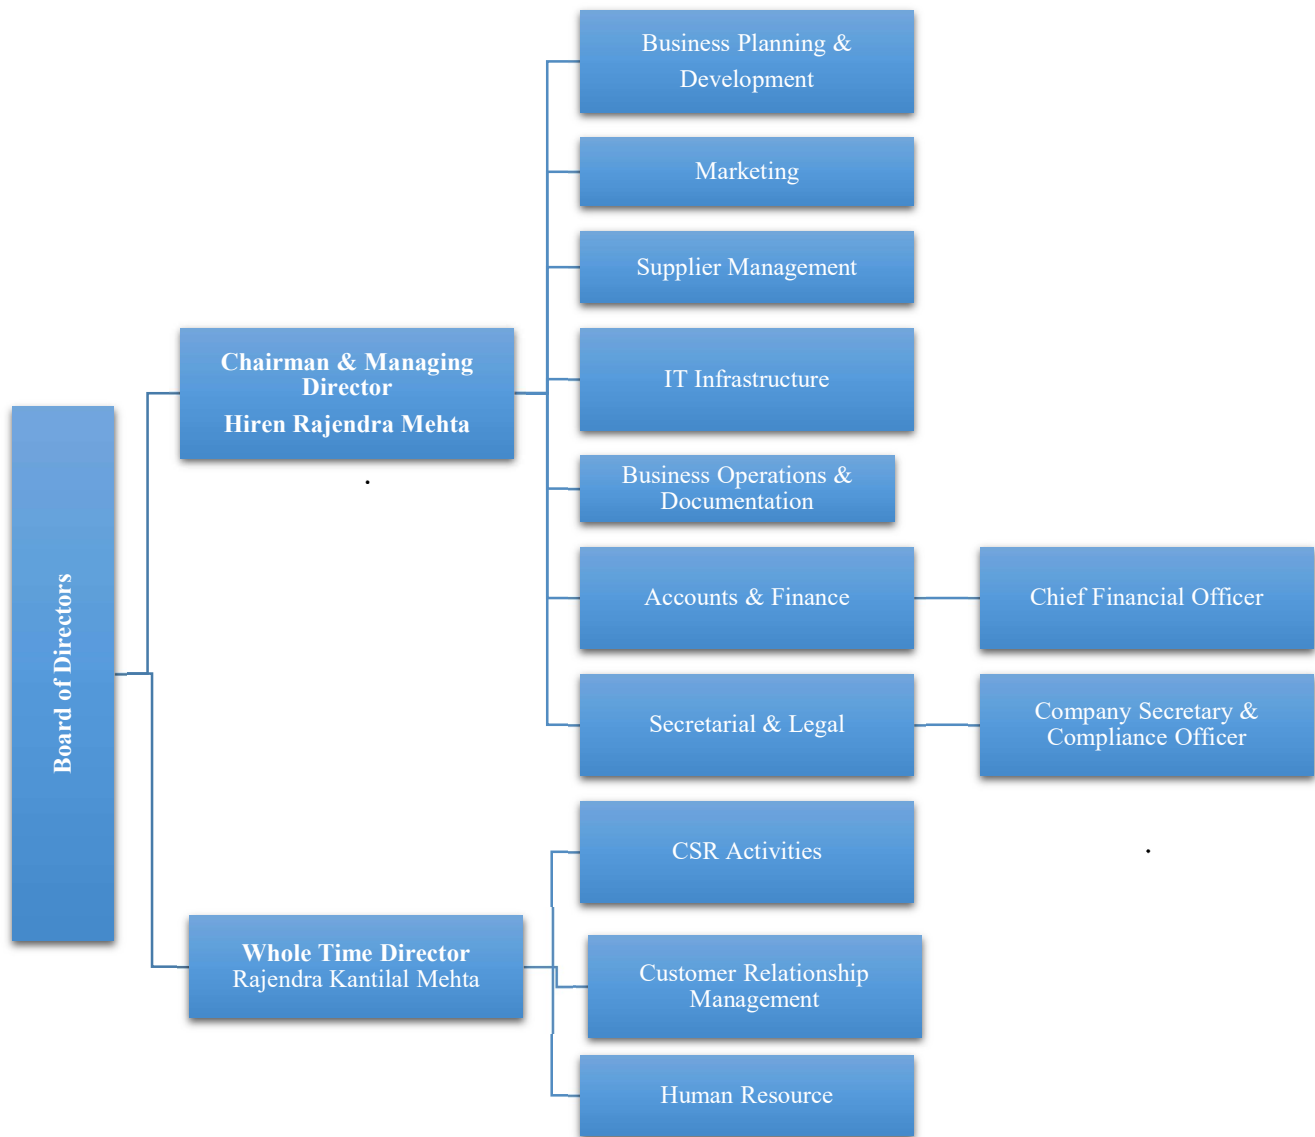 Business Planning &
Development
Marketing
Supplier Management
Chairman & Managing
Director
Hiren Rajendra Mehta
.
IT Infrastructure
Business Operations &
Documentation
Board of Directors
Accounts & Finance
Chief Financial Officer
Secretarial & Legal
Company Secretary &
Compliance Officer
.
CSR Activities
Whole Time Director
Rajendra Kantilal Mehta
Customer Relationship
Management
Human Resource